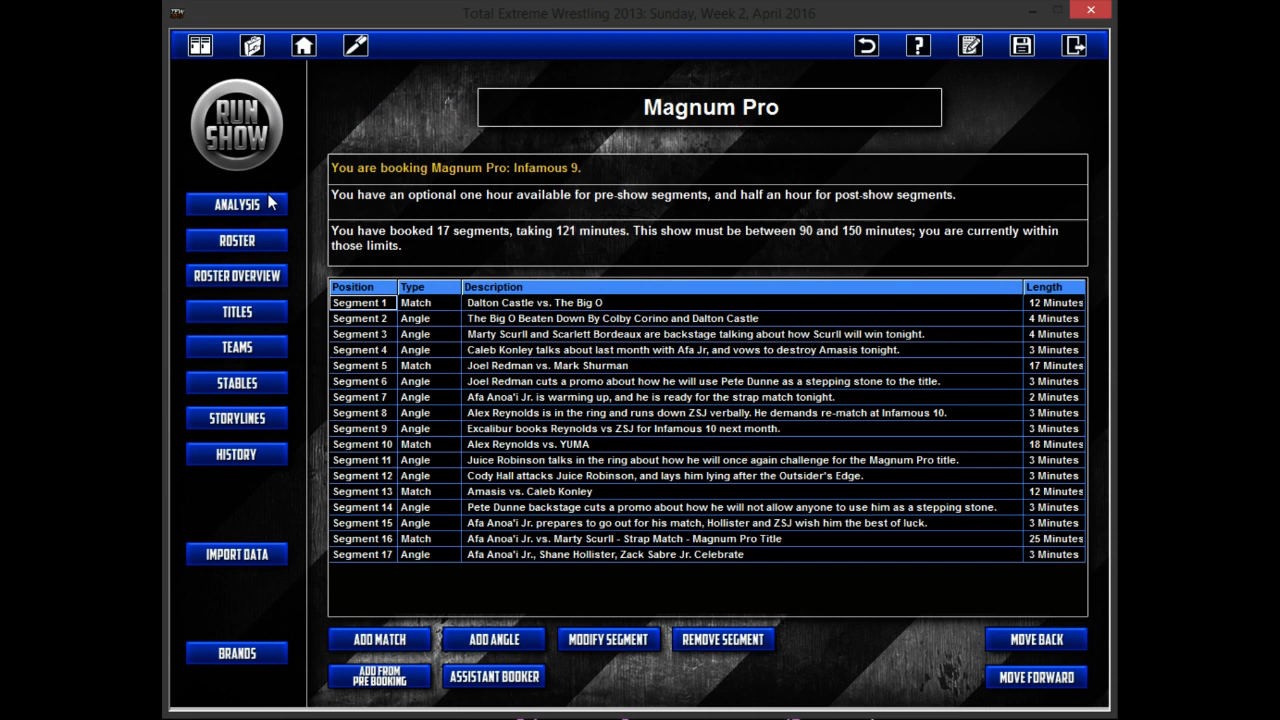 Total Extreme Wrestling 2013: Sunday, Week 2, April 2016
RUN
SHOW
Magnum Pro
You are booking Magnum Pro: Infamous 9.
You have an optional one hour available for pre-show segments, and half an hour for post-show segments.
You have booked 17 segments, taking 121 minutes. This show must be between 90 and 150 minutes; you are currently within
those limits.
ANALYSIS
ROSTER
ROSTER OVERVIEW
TITLES
TEAMS
STABLES
STORYLINES
HISTORY
IMPORT DATA
BRANDS
Position Type Description Length
Segment 1 Match Dalton Castle vs. The Big O 12 Minutes
Segment 2 Angle The Big O Beaten Down By Colby Corino and Dalton Castle 4 Minutes
Segment 3 Angle Marty Scurll and Scarlett Bordeaux are backstage talking about how Scurll will win tonight. 4 Minutes
Segment 4 Angle Caleb Konley talks about last month with Afa Jr, and vows to destroy Amasis tonight. 3 Minutes
Segment 5 Match Joel Redman vs. Mark Shurman 17 Minutes
Segment 6 Angle Joel Redman cuts a promo about how he will use Pete Dunne as a stepping stone to the title. 3 Minutes
Segment 7 Angle Afa Anoa'i Jr. is warming up, and he is ready for the strap match tonight. 2 Minutes
Segment 8 Angle Alex Reynolds is in the ring and runs down ZSJ verbally. He demands re-match at Infamous 10. 3 Minutes
Segment 9 Angle Excalibur books Reynolds vs ZSJ for Infamous 10 next month. 3 Minutes
Segment 10 Match Alex Reynolds vs. YUMA 18 Minutes
Segment 11 Angle Juice Robinson talks in the ring about how he will once again challenge for the Magnum Pro title. 3 Minutes
Segment 12 Angle Cody Hall attacks Juice Robinson, and lays him lying after the Outsider's Edge. 3 Minutes
Segment 13 Match Amasis vs. Caleb Konley 12 Minutes
Segment 14 Angle Pete Dunne backstage cuts a promo about how he will not allow anyone to use him as a stepping stone. 3 Minutes
Segment 15 Angle Afa Anoa'i Jr. prepares to go out for his match, Hollister and ZSJ wish him the best of luck. 3 Minutes
Segment 16 Match Afa Anoa'i Jr. vs. Marty Scurll - Strap Match - Magnum Pro Title 25 Minutes
Segment 17 Angle Afa Anoa'i Jr., Shane Hollister, Zack Sabre Jr. Celebrate 3 Minutes
ADD MATCH ADD ANGLE MODIFY SEGMENT REMOVE SEGMENT MOVE BACK
ADD FROM
PRE BOOKING
ASSISTANT BOOKER MOVE FORWARD